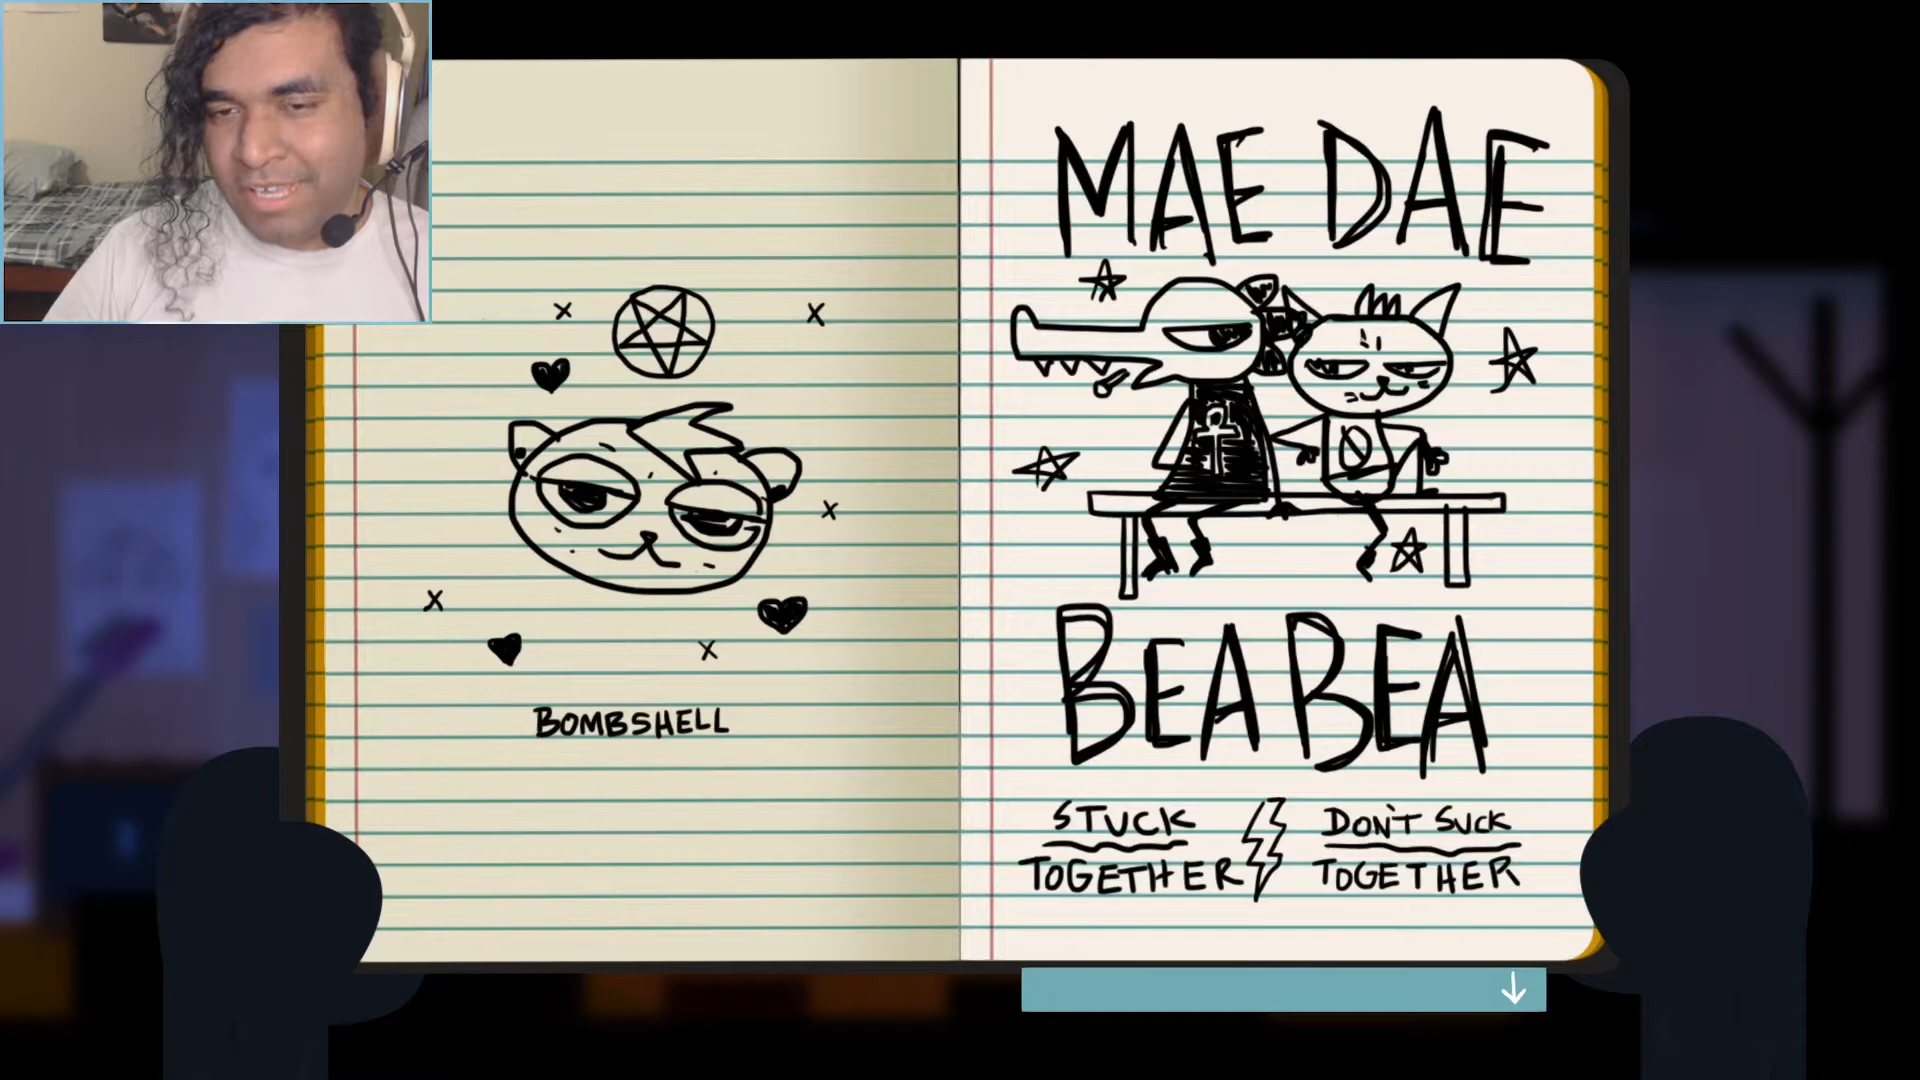 BOMBSHELL
MAE DAE
BEA BEA
STUCK
TOGETHER
DON'T SUCK
TOGETHER